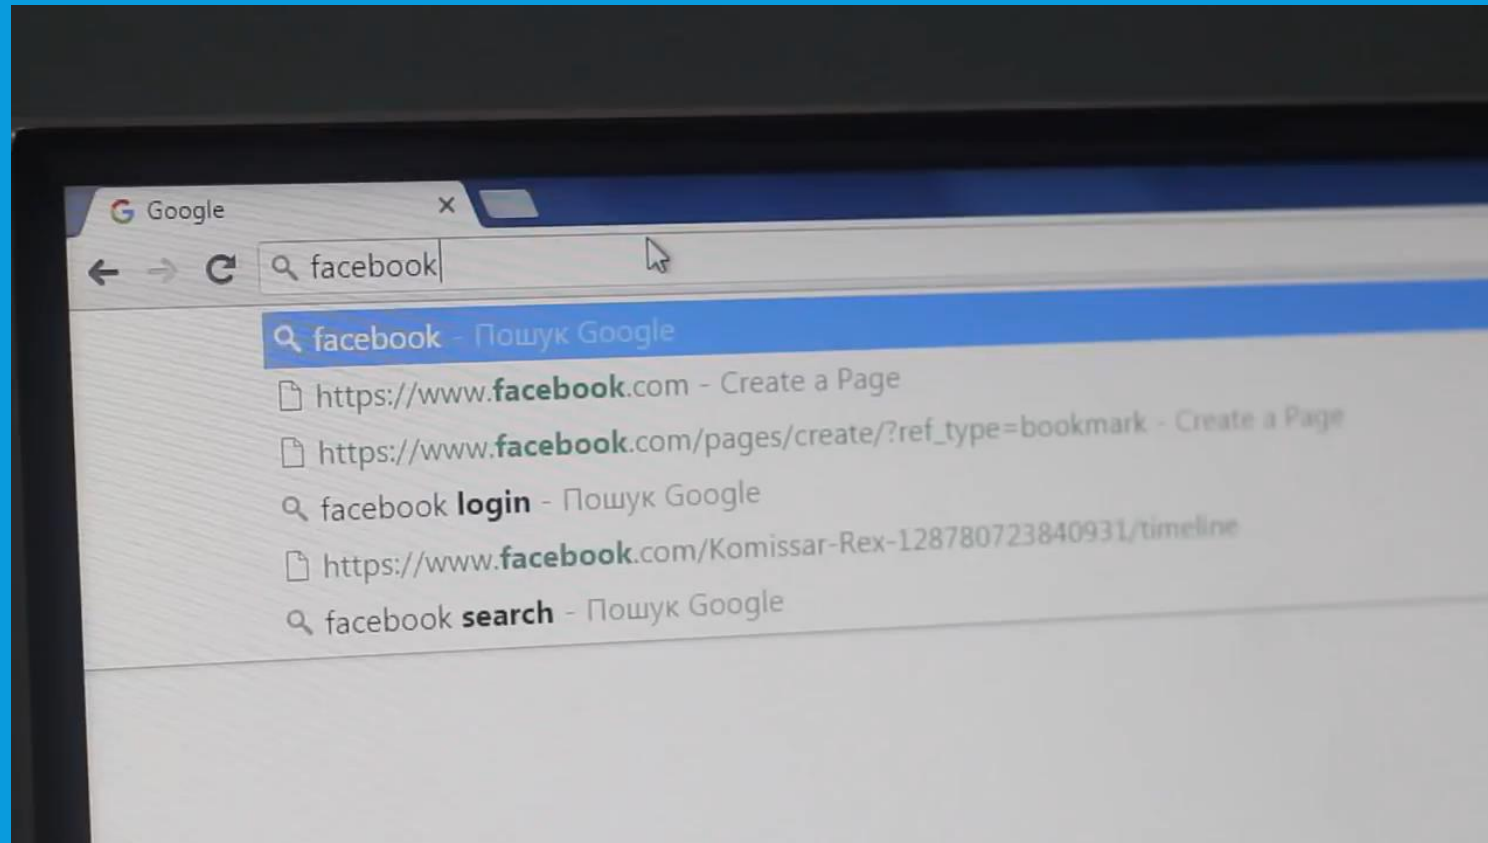 Google
facebook
facebook - Пошук Google
https://www.facebook.com - Create a Page
https://www.facebook.com/pages/create/?ref_type=bookmark - Create a Page
facebook login - Пошук Google
https://www.facebook.com/Komissar-Rex-128780723840931/timeline
facebook search - Пошук Google